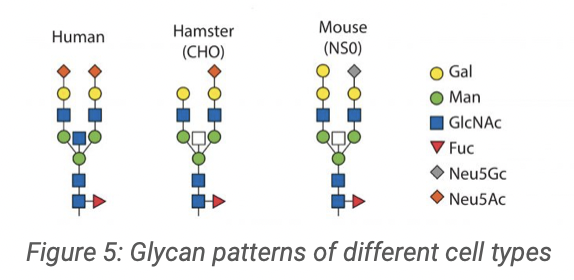 Human
Hamster
(CHO)
Mouse
(NS0)
Gal
Man
GlcNAc
Fuc
Neu5Gc
Neu5Ac
Figure 5: Glycan patterns of different cell types